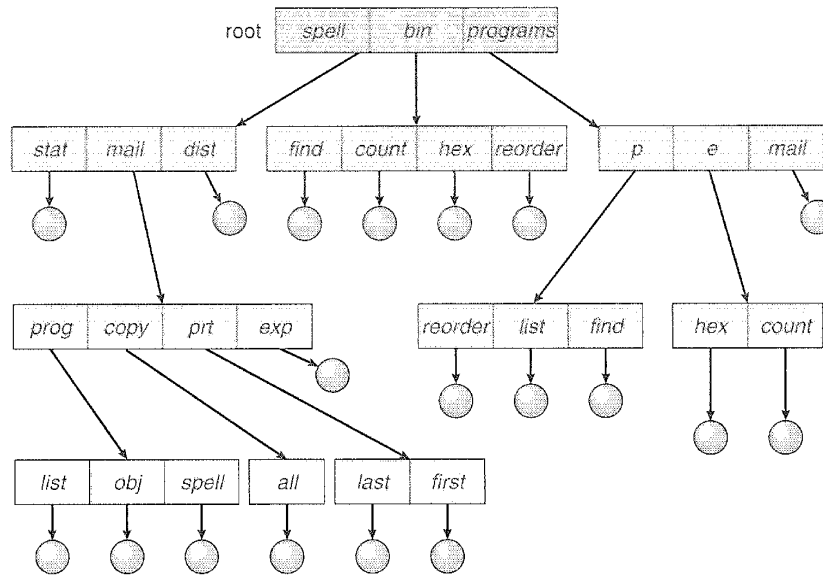 root spell bin programs
stat mail dist find count hex reorder p e mail
prog copy prt exp reorder list find hex count
list obj spell all last first